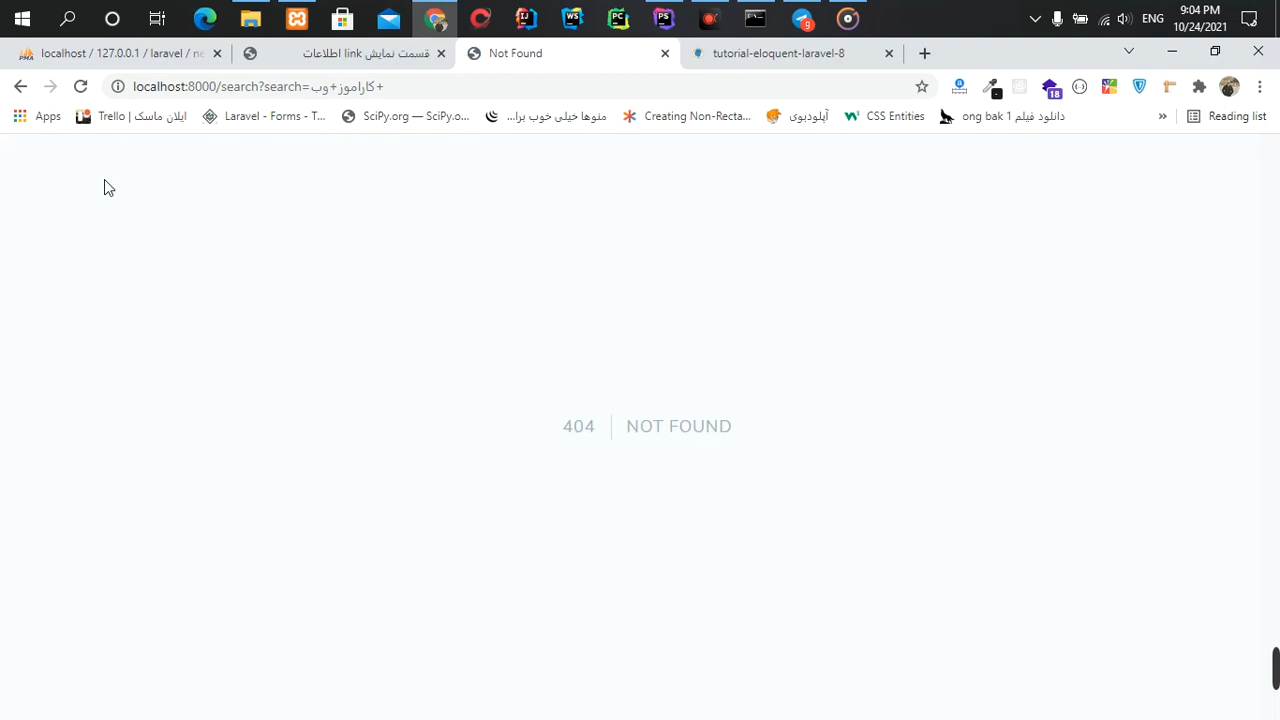 9:04 PM
ENG
10/24/2021
localhost / 127.0.0.1 / laravel / ne
قسمت نمایش link اطلاعات
Not Found
tutorial-eloquent-laravel-8
localhost:8000/search?search=کاراموز+وب+
18
Apps
ایلان ماسک | Trello
Laravel - Forms - T...
SciPy.org — SciPy.o...
منوها خیلی خوب برا...
Creating Non-Recta...
آپلودبوی
CSS Entities
دانلود فیلم ong bak 1
»
Reading list
404
NOT FOUND